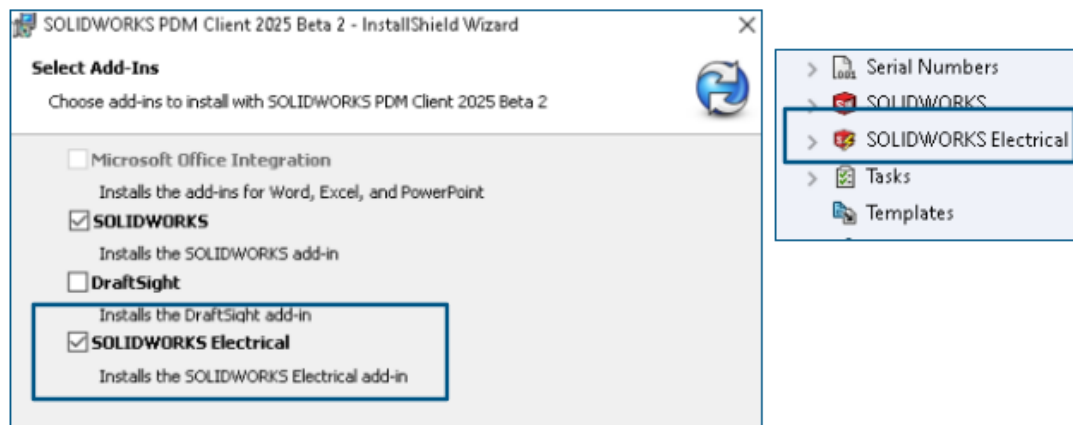 SOLIDWORKS PDM Client 2025 Beta 2 - InstallShield Wizard
Select Add-Ins
Choose add-ins to install with SOLIDWORKS PDM Client 2025 Beta 2
Microsoft Office Integration
Installs the add-ins for Word, Excel, and PowerPoint
SOLIDWORKS
Installs the SOLIDWORKS add-in
DraftSight
Installs the DraftSight add-in
SOLIDWORKS Electrical
Installs the SOLIDWORKS Electrical add-in
Serial Numbers
SOLIDWORKS
SOLIDWORKS Electrical
Tasks
Templates